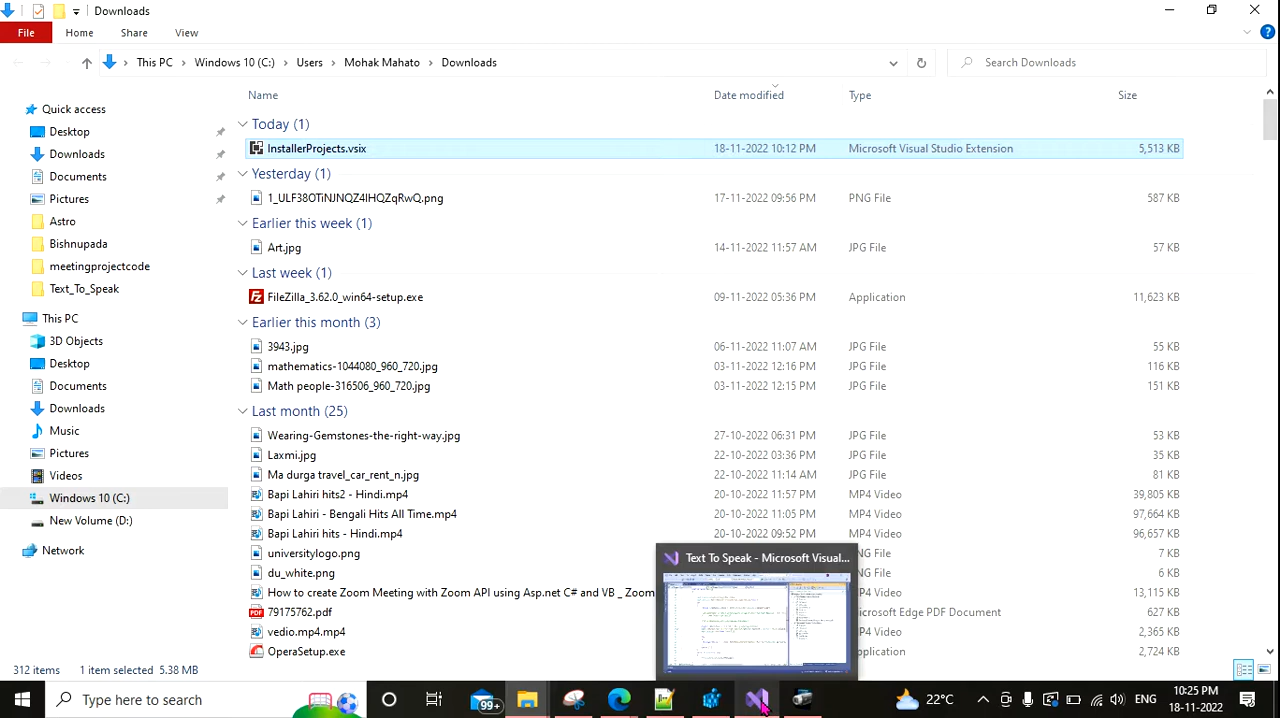 Downloads
File Home Share View
This PC Windows 10 (C:) Users Mohak Mahato Downloads Search Downloads
Name Date modified Type Size
Quick access
Desktop
Downloads
Documents
Pictures
Astro
Bishnupada
meetingprojectcode
Text_To_Speak
This PC
3D Objects
Desktop
Documents
Downloads
Music
Pictures
Videos
Windows 10 (C:)
New Volume (D:)
Network
Today (1)
InstallerProjects.vsix 18-11-2022 10:12 PM Microsoft Visual Studio Extension 5,513 KB
Yesterday (1)
1_ULF38OTiNJNQZ4IHQZqRwQ.png 17-11-2022 09:56 PM PNG File 587 KB
Earlier this week (1)
Art.jpg 14-11-2022 11:57 AM JPG File 57 KB
Last week (1)
FileZilla_3.62.0_win64-setup.exe 09-11-2022 05:36 PM Application 11,623 KB
Earlier this month (3)
3943.jpg 06-11-2022 11:07 AM JPG File 55 KB
mathematics-1044080_960_720.jpg 03-11-2022 12:16 PM JPG File 116 KB
Math people-316506_960_720.jpg 03-11-2022 12:15 PM JPG File 151 KB
Last month (25)
Wearing-Gemstones-the-right-way.jpg 27-10-2022 06:31 PM JPG File 53 KB
Laxmi.jpg 22-10-2022 03:36 PM JPG File 35 KB
Ma durga travel_car_rent_n.jpg 22-10-2022 11:14 AM JPG File 81 KB
Bapi Lahiri hits2 - Hindi.mp4 20-10-2022 11:57 PM MP4 Video 39,805 KB
Bapi Lahiri - Bengali Hits All Time.mp4 20-10-2022 11:05 PM MP4 Video 97,664 KB
Bapi Lahiri hits - Hindi.mp4 20-10-2022 09:52 PM MP4 Video 96,657 KB
universitylogo.png NG File 7 KB
du_white.png NG File 6 KB
How to create Zoom Meeting with Zoom API using Asp.net C# and VB _ Zoom P4 Video 13,115 KB
79173762.pdf icrosoft Edge PDF Document 627 KB
vedio.mp4.mp4 P4 Video 2,365 KB
OperaSetup.exe plication 2,724 KB
Text To Speak - Microsoft Visual...
312 items 1 item selected 5.38 MB
Type here to search 99+ 22°C ENG 10:25 PM
18-11-2022